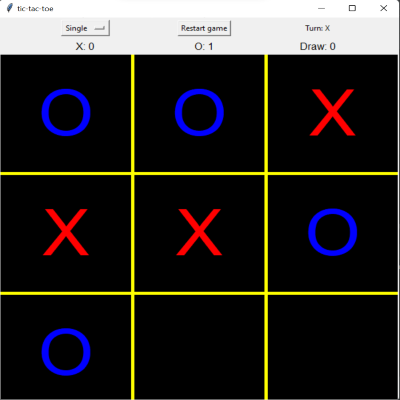 tic-tac-toe
Single Restart game Turn: X
X: 0 O: 1 Draw: 0
O O X
X X O
O